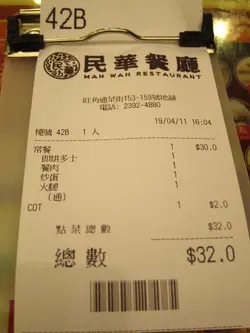 42B
民華餐廳
MAN WAH RESTAURANT
旺角通菜街153-159號地舖
電話: 2392-4880
19/04/11 16:04
檯號 42B 1 人
常餐 1 $30.0
即烘多士 1
餐肉 1
炒蛋 1
火腿 1
(通)
COT 1 $2.0
點菜總數 $32.0
總數 $32.0